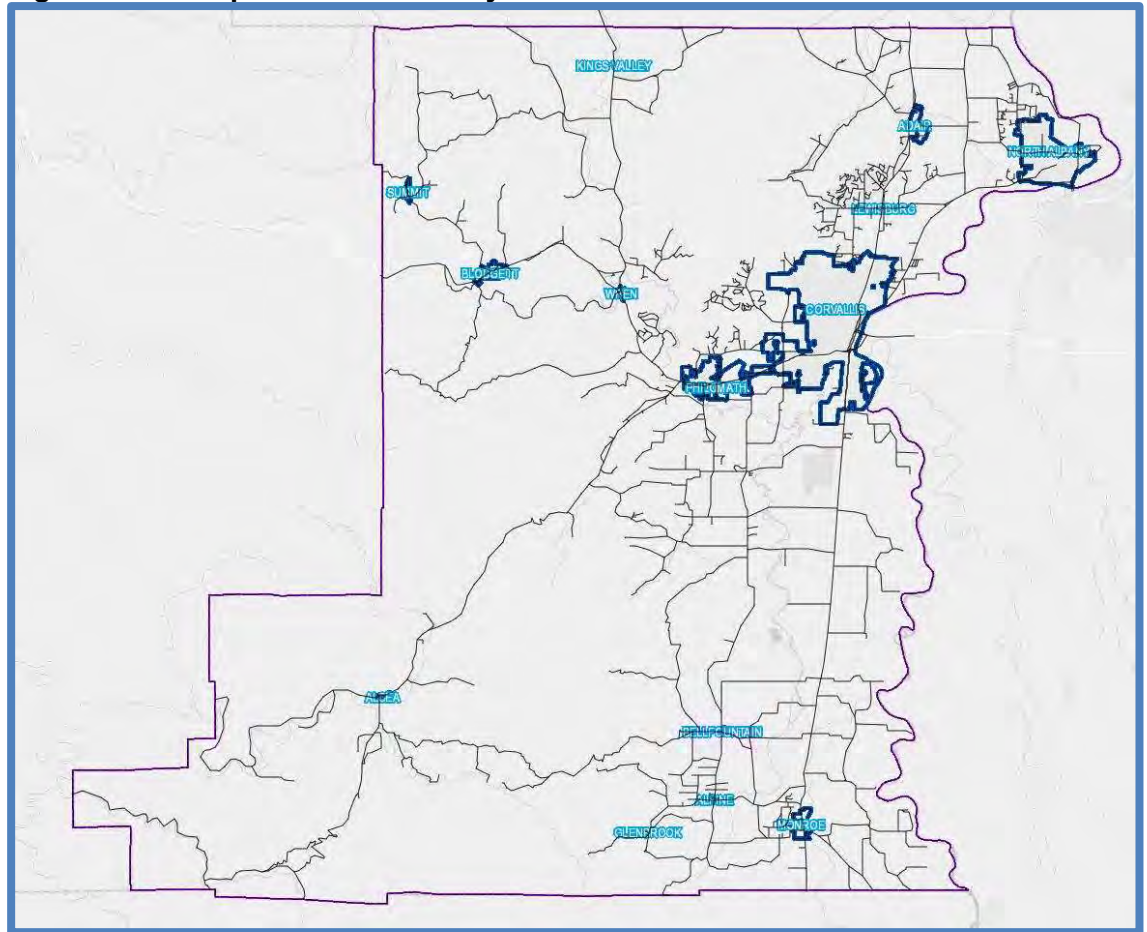 KINGS VALLEY
ADAIR
NORTH ALBANY
SUMMIT
LEWISBURG
BLODGETT
WREN
CORVALLIS
PHILOMATH
ALSEA
BELLFOUNTAIN
ALPINE
MONROE
GLENBROOK